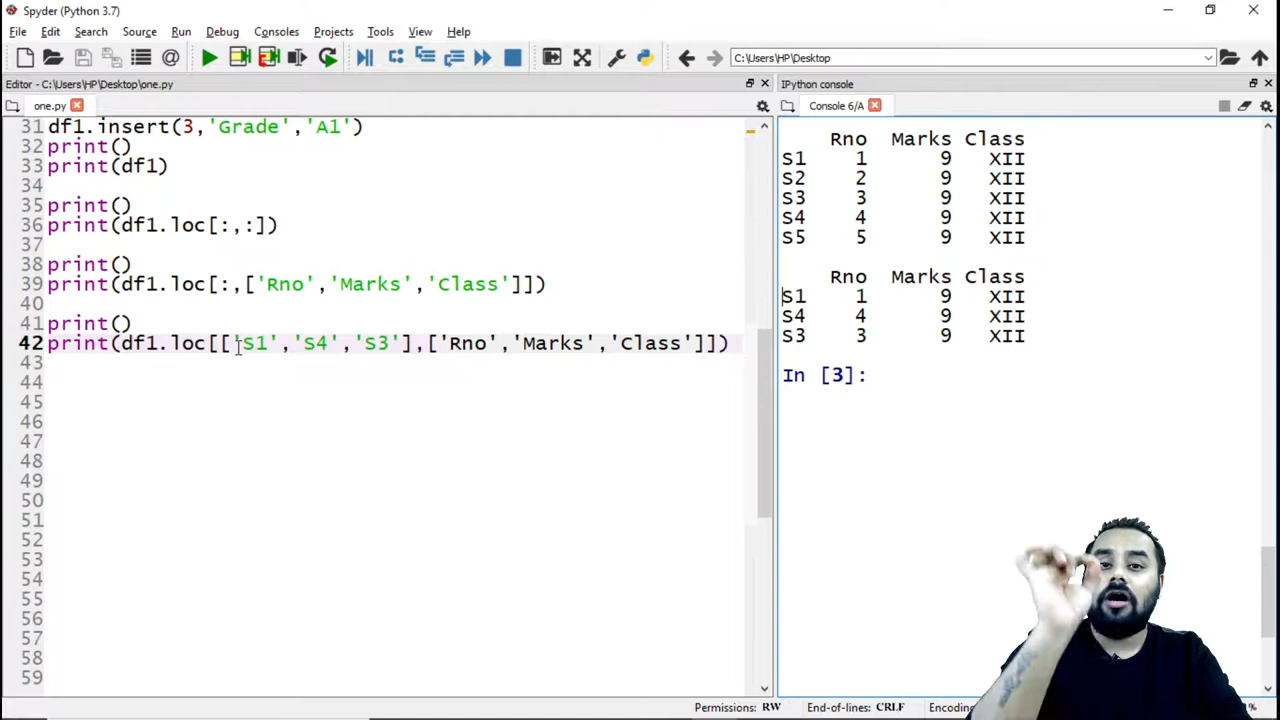 Spyder (Python 3.7)
File Edit Search Source Run Debug Consoles Projects Tools View Help
C:\Users\HP\Desktop
Editor - C:\Users\HP\Desktop\one.py
one.py
31 df1.insert(3,'Grade','A1')
32 print()
33 print(df1)
34
35 print()
36 print(df1.loc[:,:])
37
38 print()
39 print(df1.loc[:,['Rno','Marks','Class']])
40
41 print()
42 print(df1.loc[['S1','S4','S3'],['Rno','Marks','Class']])
43
44
45
46
47
48
49
50
51
52
53
54
55
56
57
58
59
IPython console
Console 6/A
Rno Marks Class
S1 1 9 XII
S2 2 9 XII
S3 3 9 XII
S4 4 9 XII
S5 5 9 XII
Rno Marks Class
S1 1 9 XII
S4 4 9 XII
S3 3 9 XII
In [3]:
Permissions: RW End-of-lines: CRLF Encoding %